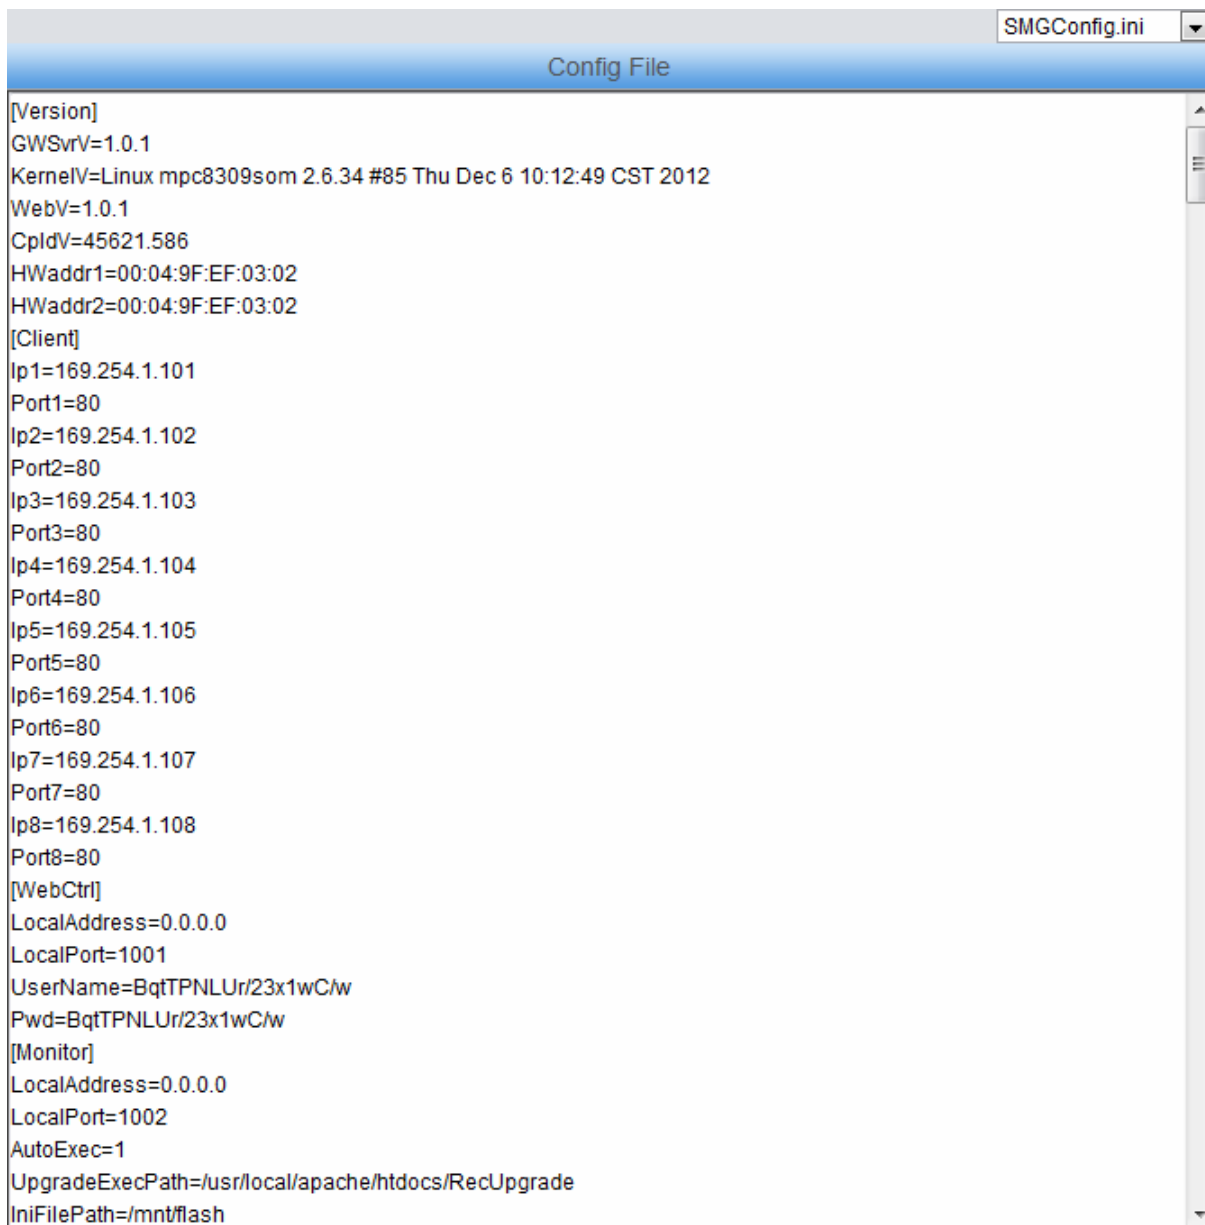 SMGConfig.ini
Config File
[Version]
GWSvrV=1.0.1
KernelV=Linux mpc8309som 2.6.34 #85 Thu Dec 6 10:12:49 CST 2012
WebV=1.0.1
CpldV=45621.586
HWaddr1=00:04:9F:EF:03:02
HWaddr2=00:04:9F:EF:03:02
[Client]
Ip1=169.254.1.101
Port1=80
Ip2=169.254.1.102
Port2=80
Ip3=169.254.1.103
Port3=80
Ip4=169.254.1.104
Port4=80
Ip5=169.254.1.105
Port5=80
Ip6=169.254.1.106
Port6=80
Ip7=169.254.1.107
Port7=80
Ip8=169.254.1.108
Port8=80
[WebCtrl]
LocalAddress=0.0.0.0
LocalPort=1001
UserName=BqtTPNLUr/23x1wC/w
Pwd=BqtTPNLUr/23x1wC/w
[Monitor]
LocalAddress=0.0.0.0
LocalPort=1002
AutoExec=1
UpgradeExecPath=/usr/local/apache/htdocs/RecUpgrade
IniFilePath=/mnt/flash